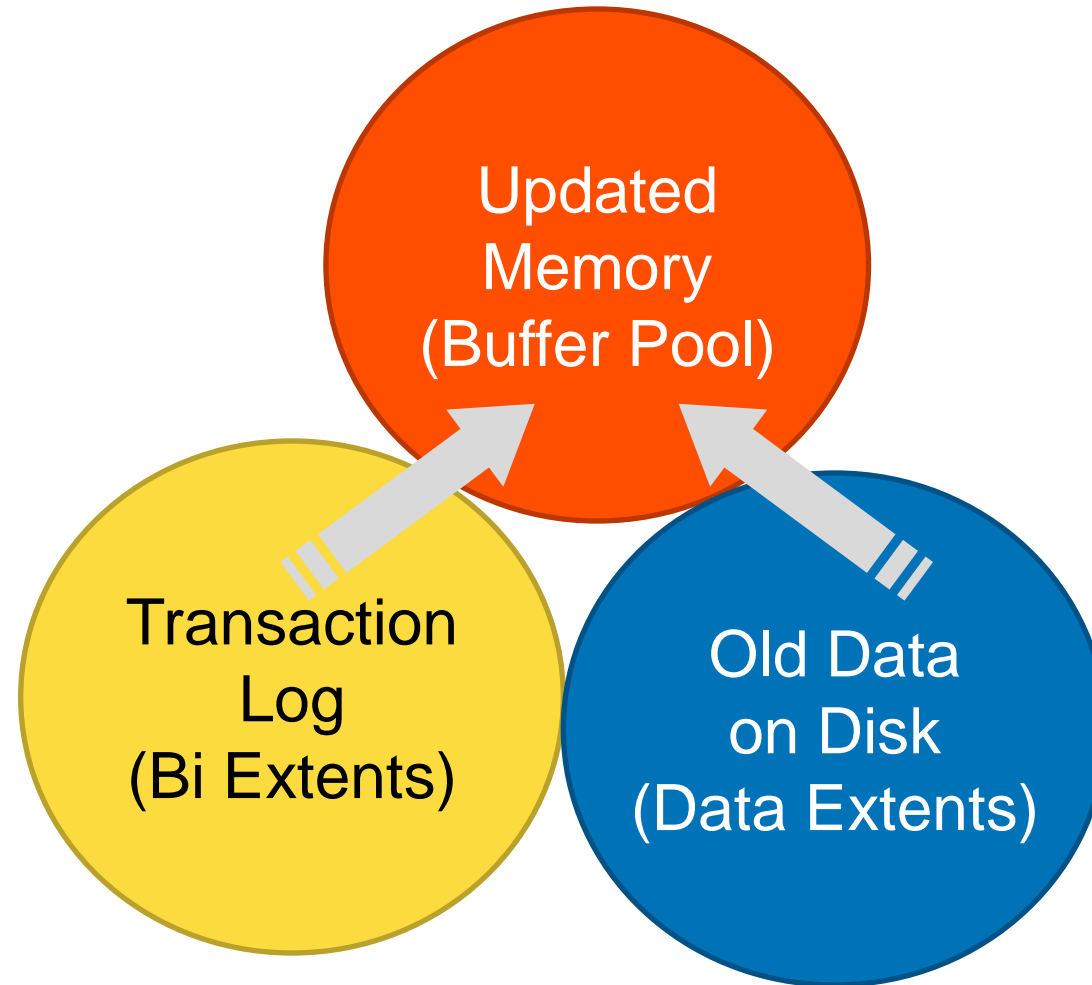 Updated
Memory
(Buffer Pool)
Transaction
Log
(Bi Extents)
Old Data
on Disk
(Data Extents)